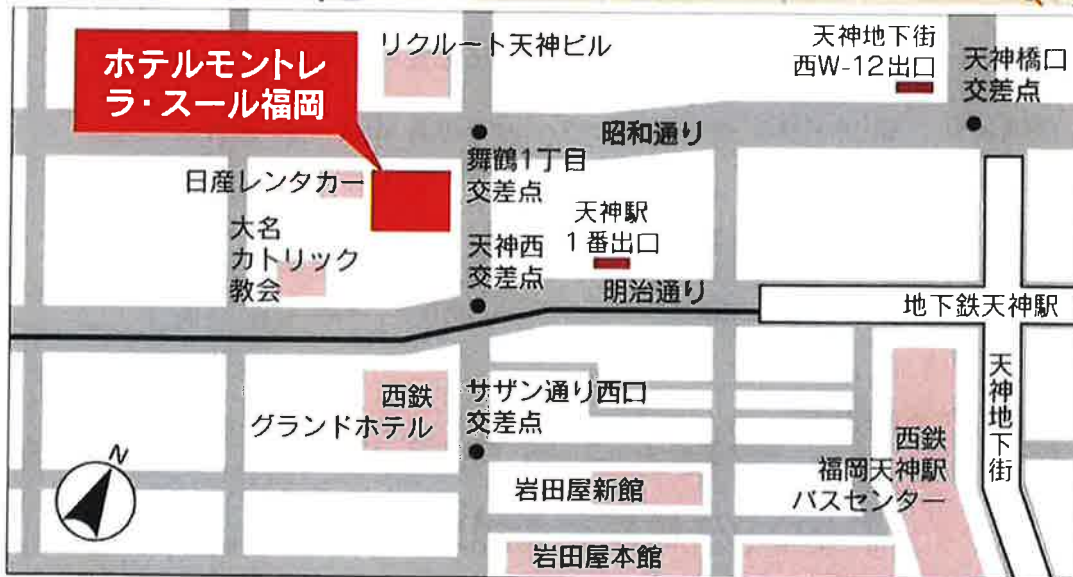 ホテルモントレ
ラ・スール福岡
リクルート天神ビル
天神地下街
西W-12出口
天神橋口
交差点
昭和通り
舞鶴1丁目
交差点
日産レンタカー
天神駅
1番出口
大名
カトリック
教会
天神西
交差点
明治通り
地下鉄天神駅
西鉄
グランドホテル
サザン通り西口
交差点
天神地下街
西鉄
福岡天神駅
バスセンター
N
岩田屋新館
岩田屋本館